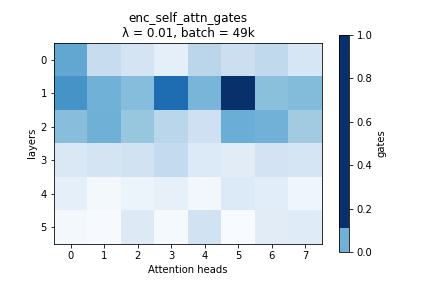 enc_self_attn_gates
λ = 0.01, batch = 49k
0
1
2
3
4
5
layers
0 1 2 3 4 5 6 7
Attention heads
1.0
0.8
0.6
0.4
0.2
0.0
gates